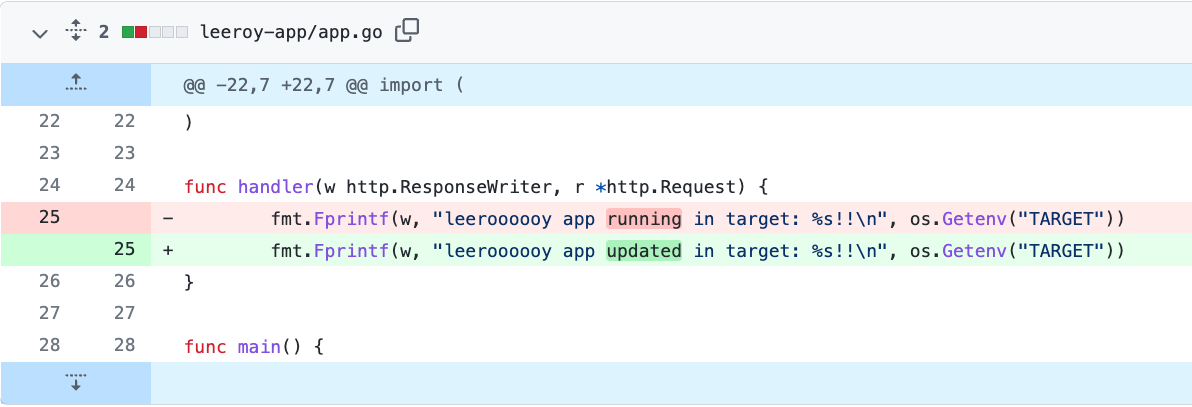 2 leeroy-app/app.go
@@ -22,7 +22,7 @@ import (
22 22 )
23 23
24 24 func handler(w http.ResponseWriter, r *http.Request) {
25 - fmt.Fprintf(w, "leeroooooy app running in target: %s!!\n", os.Getenv("TARGET"))
25 + fmt.Fprintf(w, "leeroooooy app updated in target: %s!!\n", os.Getenv("TARGET"))
26 26 }
27 27
28 28 func main() {